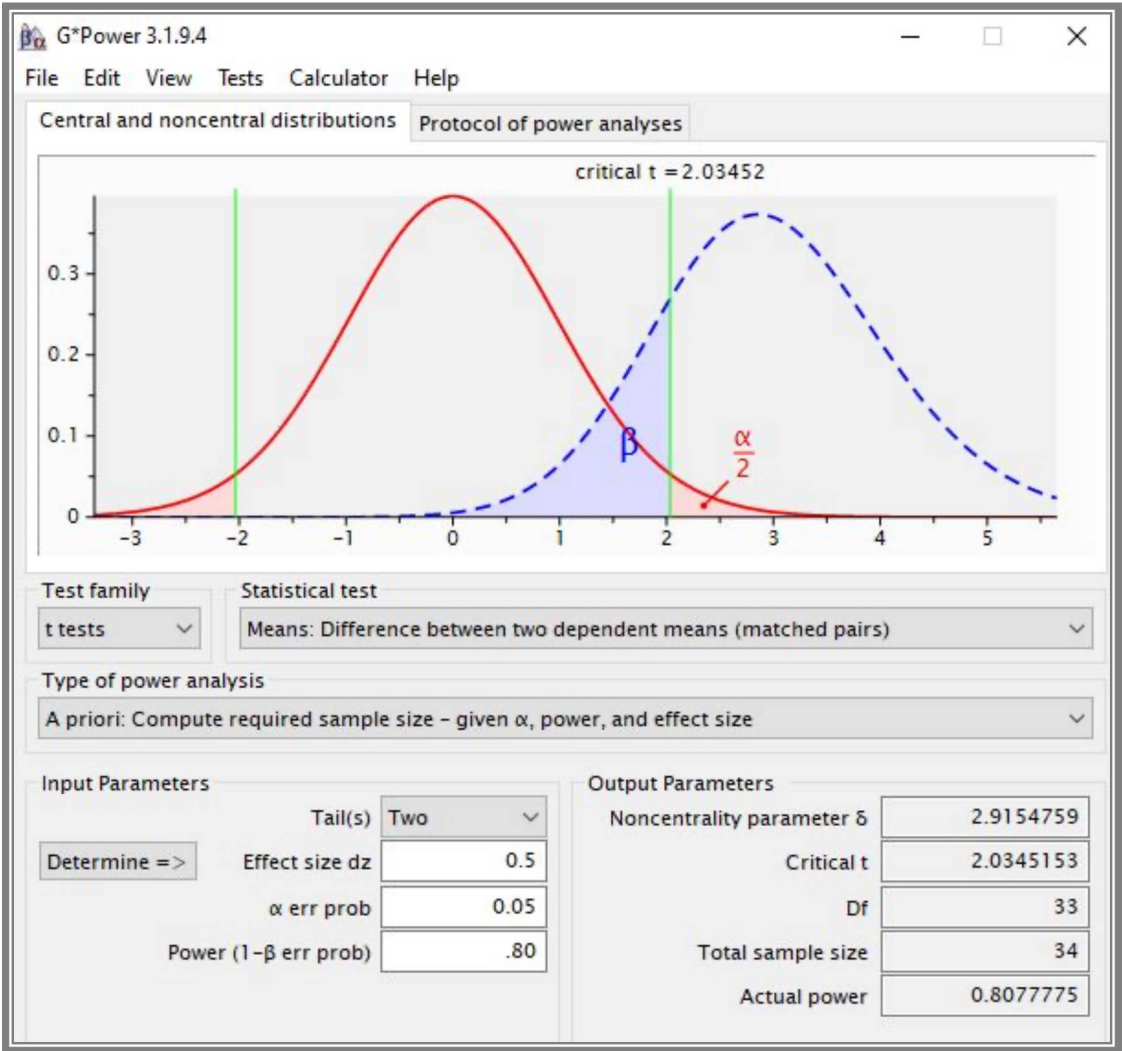 G*Power 3.1.9.4
File Edit View Tests Calculator Help
Central and noncentral distributions Protocol of power analyses
critical t = 2.03452
0.3
0.2
0.1
0
β
α
2
-3 -2 -1 0 1 2 3 4 5
Test family Statistical test
t tests Means: Difference between two dependent means (matched pairs)
Type of power analysis
A priori: Compute required sample size - given α, power, and effect size
Input Parameters
Tail(s) Two
Determine => Effect size dz 0.5
α err prob 0.05
Power (1-β err prob) .80
Output Parameters
Noncentrality parameter δ 2.9154759
Critical t 2.0345153
Df 33
Total sample size 34
Actual power 0.8077775